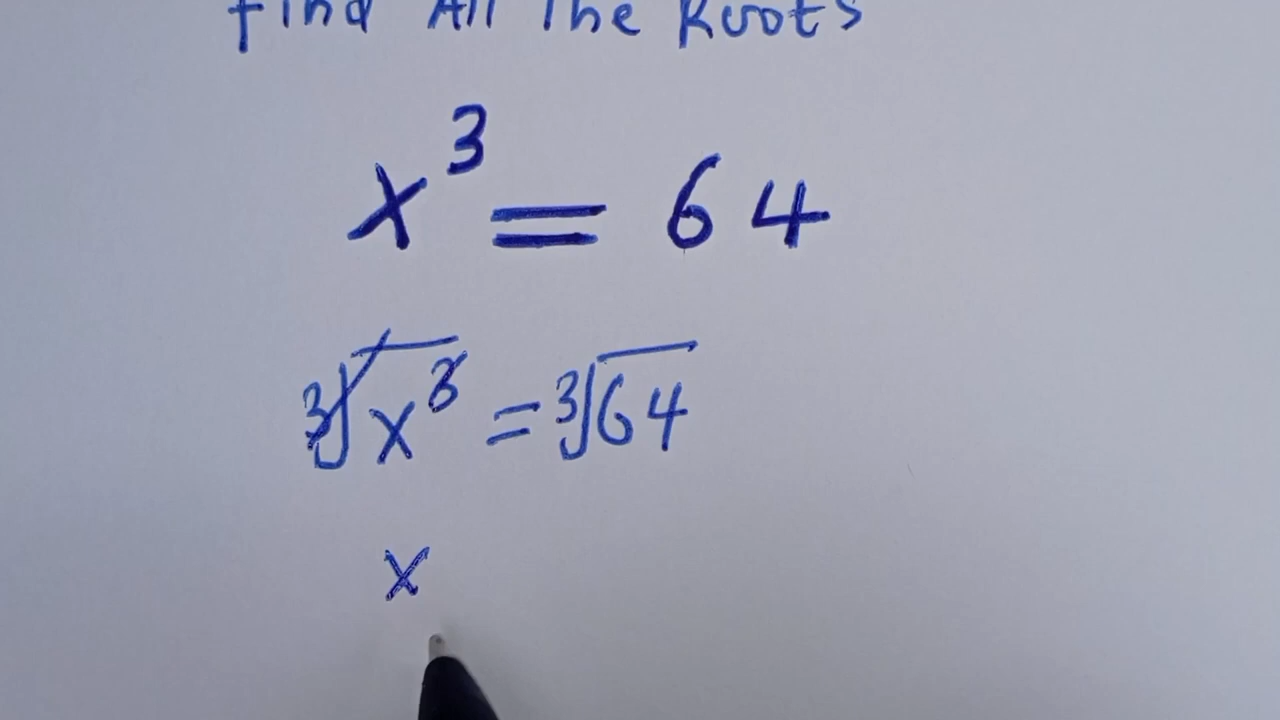 find All The Roots
x³ = 64
∛x³ = ∛64
x